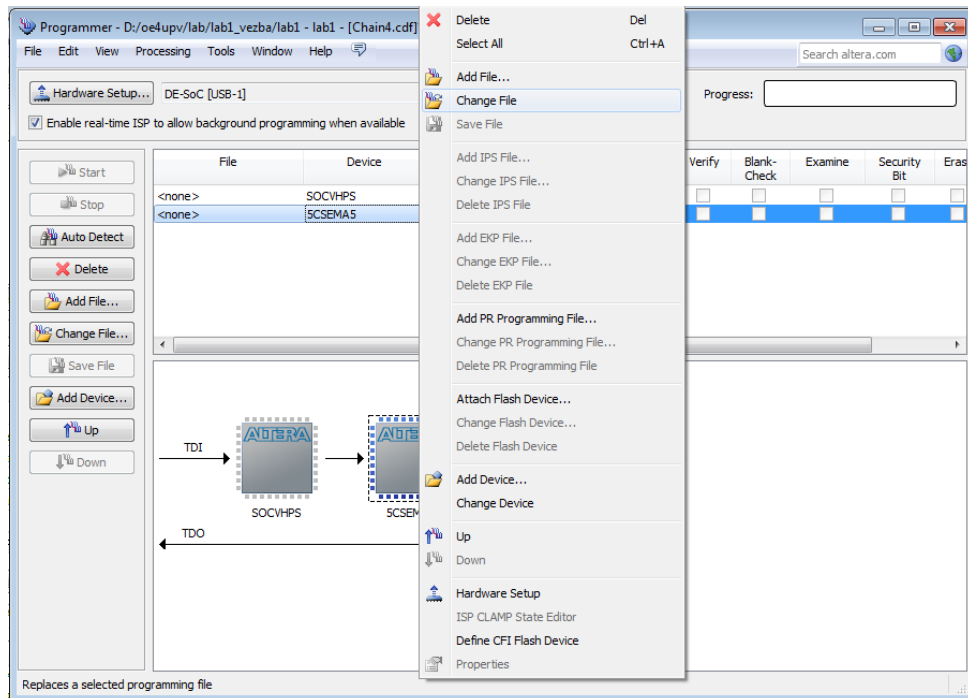 Programmer - D:/oe4upv/lab/lab1_vezba/lab1 - lab1 - [Chain4.cdf]
File Edit View Processing Tools Window Help
Search altera.com
Hardware Setup... DE-SoC [USB-1]
Progress:
Enable real-time ISP to allow background programming when available
Start
Stop
Auto Detect
Delete
Add File...
Change File...
Save File
Add Device...
Up
Down
File Device Verify Blank-Check Examine Security Bit Eras
<none> SOCVHPS
<none> 5CSEMA5
TDI
ALTERA
ALTE
SOCVHPS
5CSEM
TDO
Delete Del
Select All Ctrl+A
Add File...
Change File
Save File
Add IPS File...
Change IPS File...
Delete IPS File
Add EKP File...
Change EKP File...
Delete EKP File
Add PR Programming File...
Change PR Programming File...
Delete PR Programming File
Attach Flash Device...
Change Flash Device...
Delete Flash Device
Add Device...
Change Device
Up
Down
Hardware Setup
ISP CLAMP State Editor
Define CFI Flash Device
Properties
Replaces a selected programming file